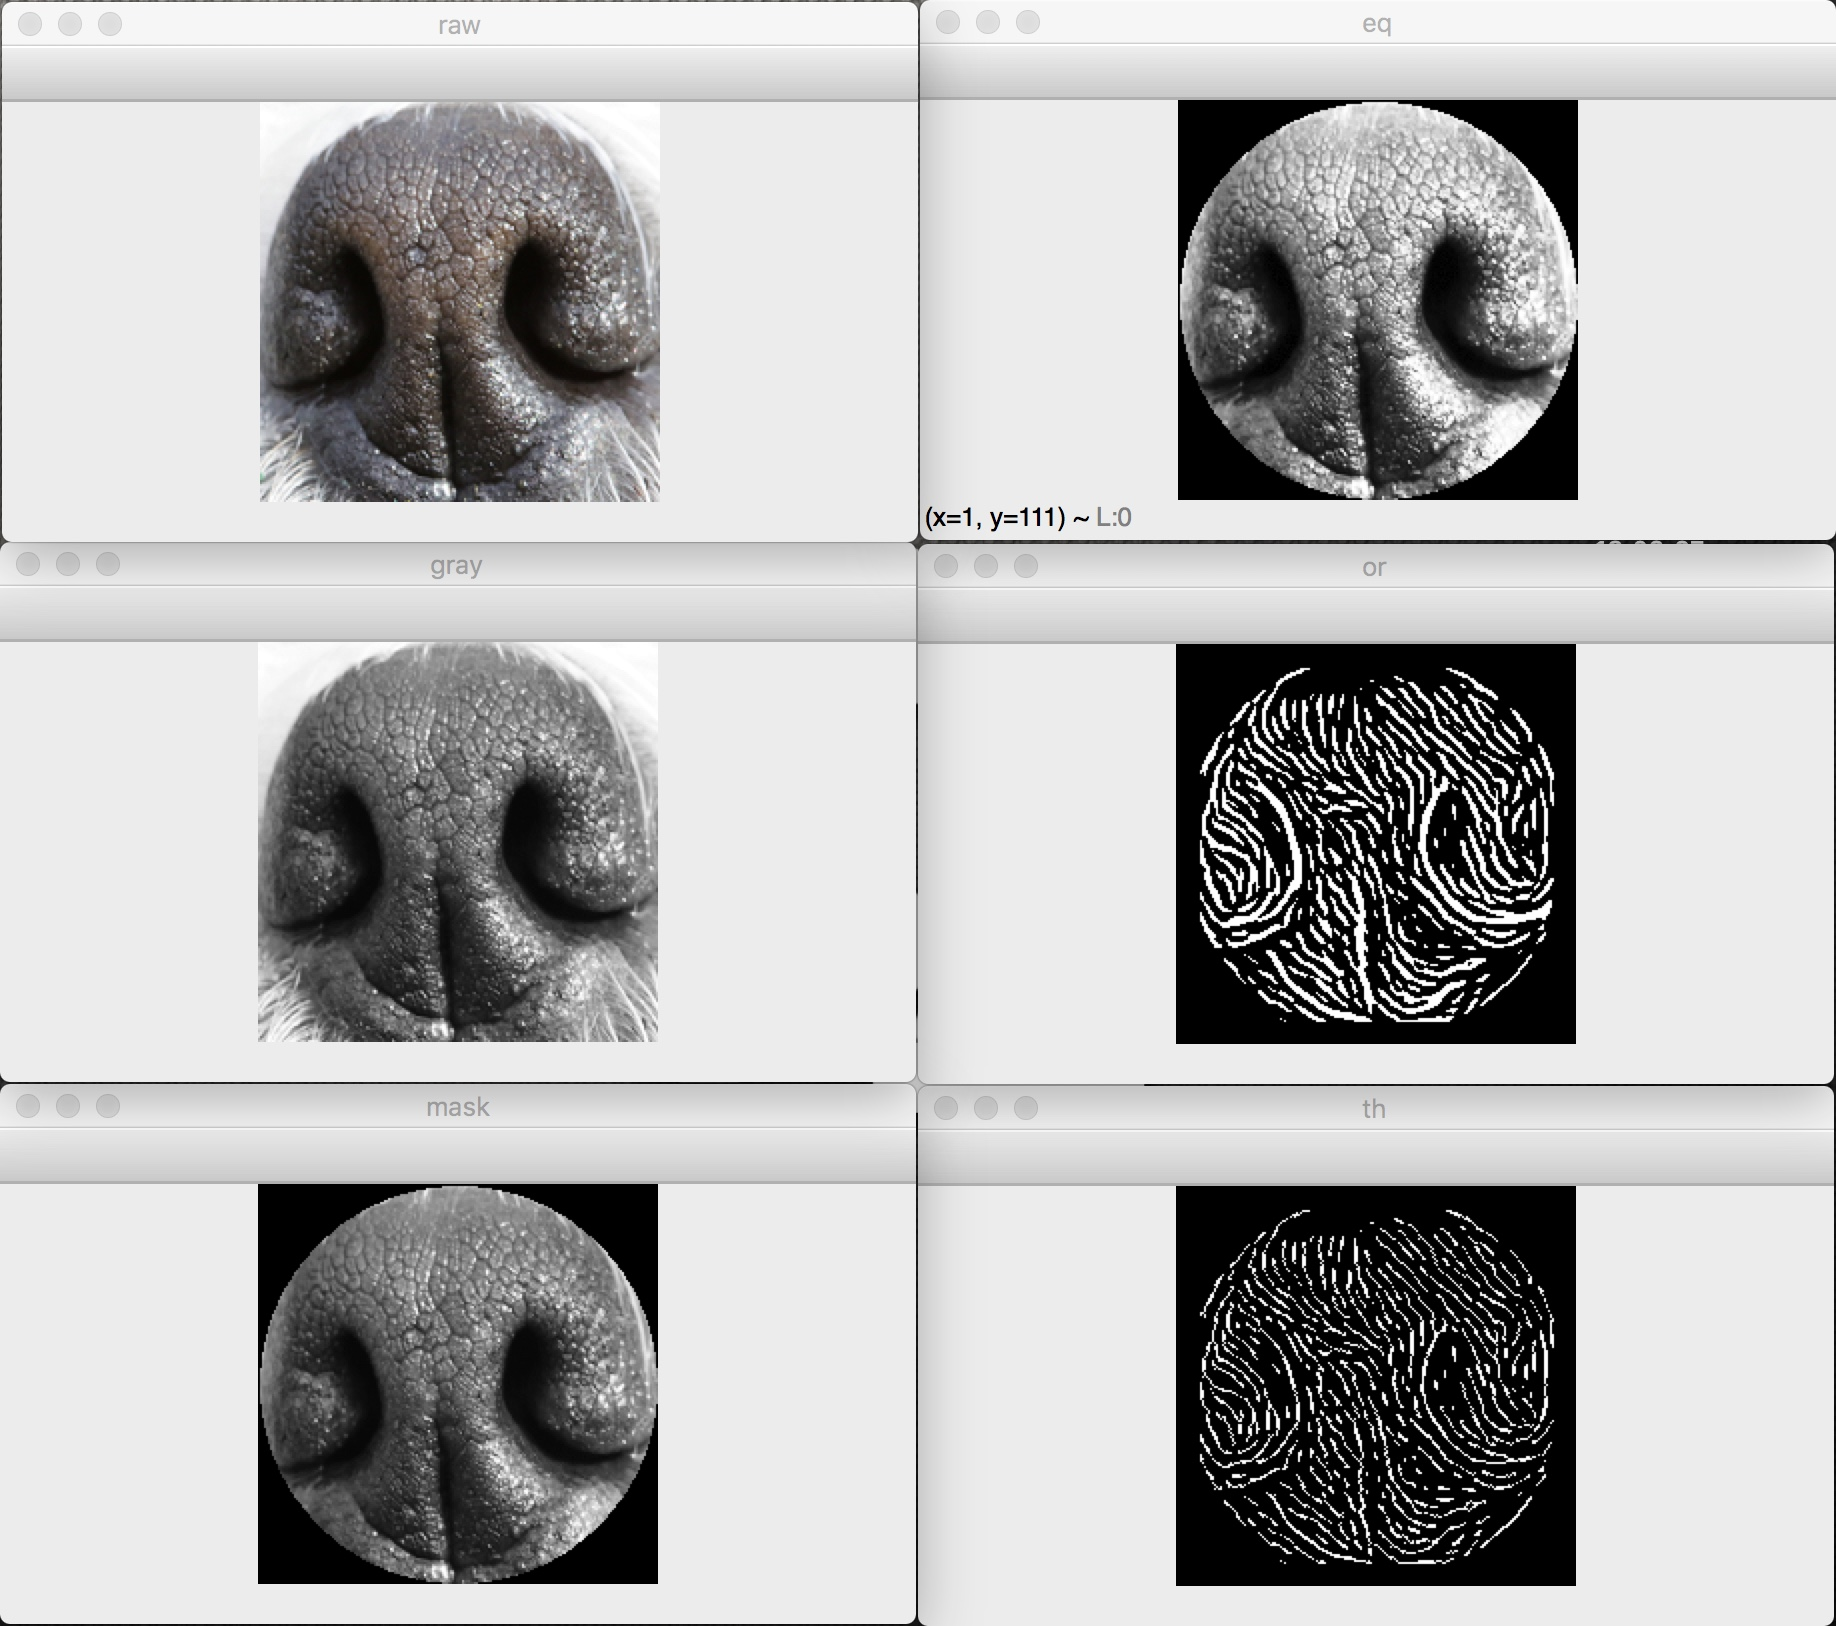 raw
eq
(x=1, y=111) ~ L:0
gray
or
mask
th